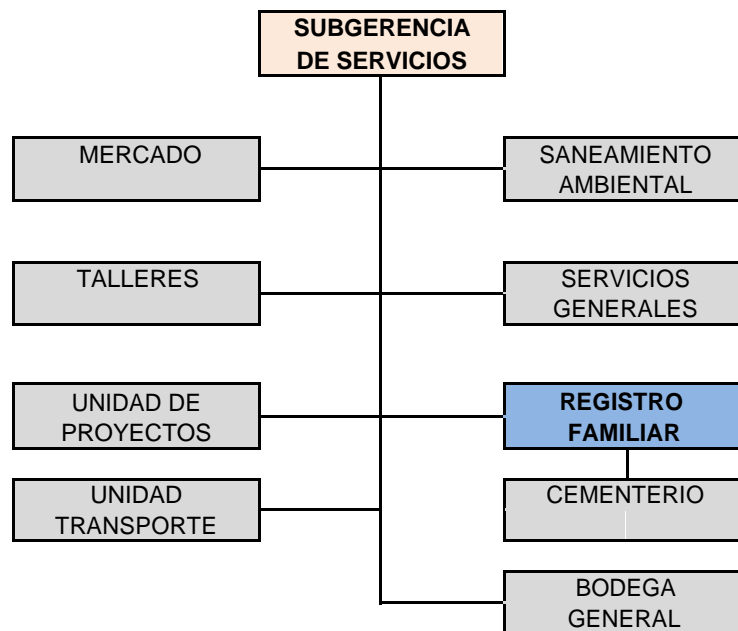 SUBGERENCIA
DE SERVICIOS
MERCADO
SANEAMIENTO
AMBIENTAL
TALLERES
SERVICIOS
GENERALES
UNIDAD DE
PROYECTOS
REGISTRO
FAMILIAR
UNIDAD
TRANSPORTE
CEMENTERIO
BODEGA
GENERAL